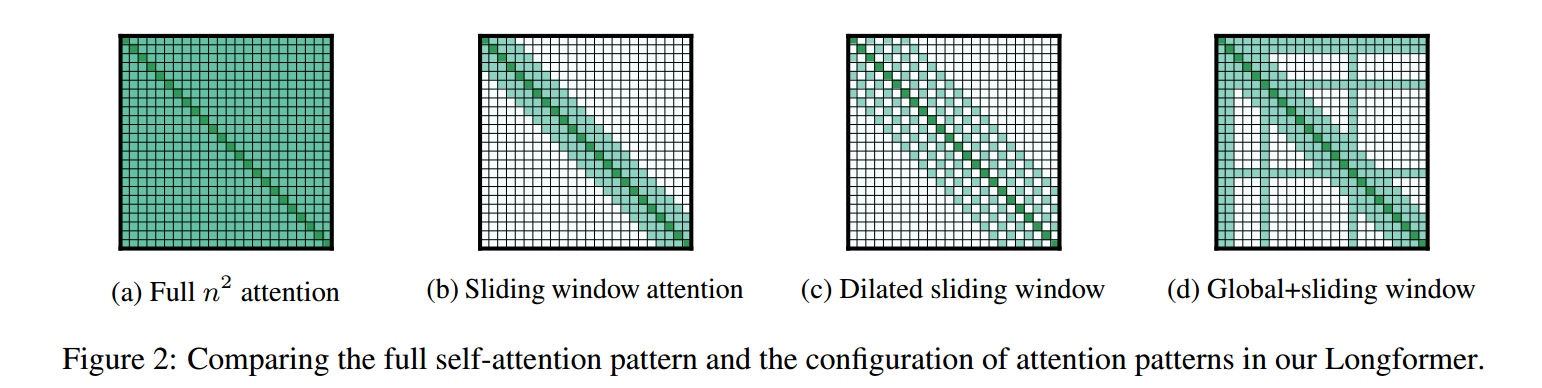 (a) Full n² attention
(b) Sliding window attention
(c) Dilated sliding window
(d) Global+sliding window
Figure 2: Comparing the full self-attention pattern and the configuration of attention patterns in our Longformer.